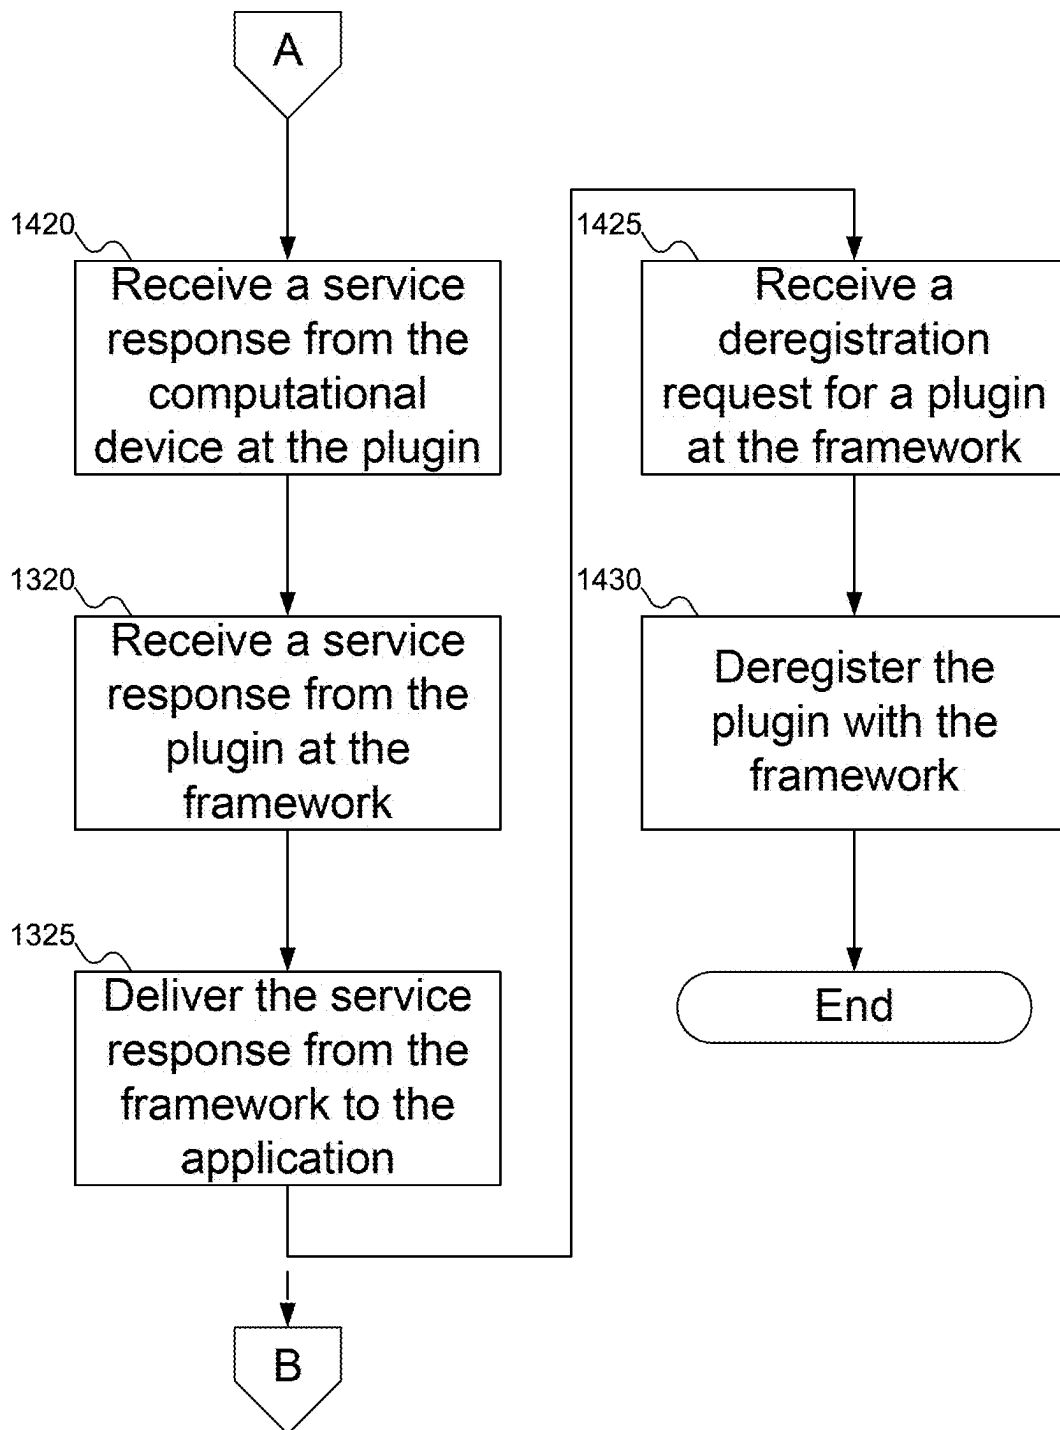 A
1420
Receive a service
response from the
computational
device at the plugin
1320
Receive a service
response from the
plugin at the
framework
1325
Deliver the service
response from the
framework to the
application
B
1425
Receive a
deregistration
request for a plugin
at the framework
1430
Deregister the
plugin with the
framework
End